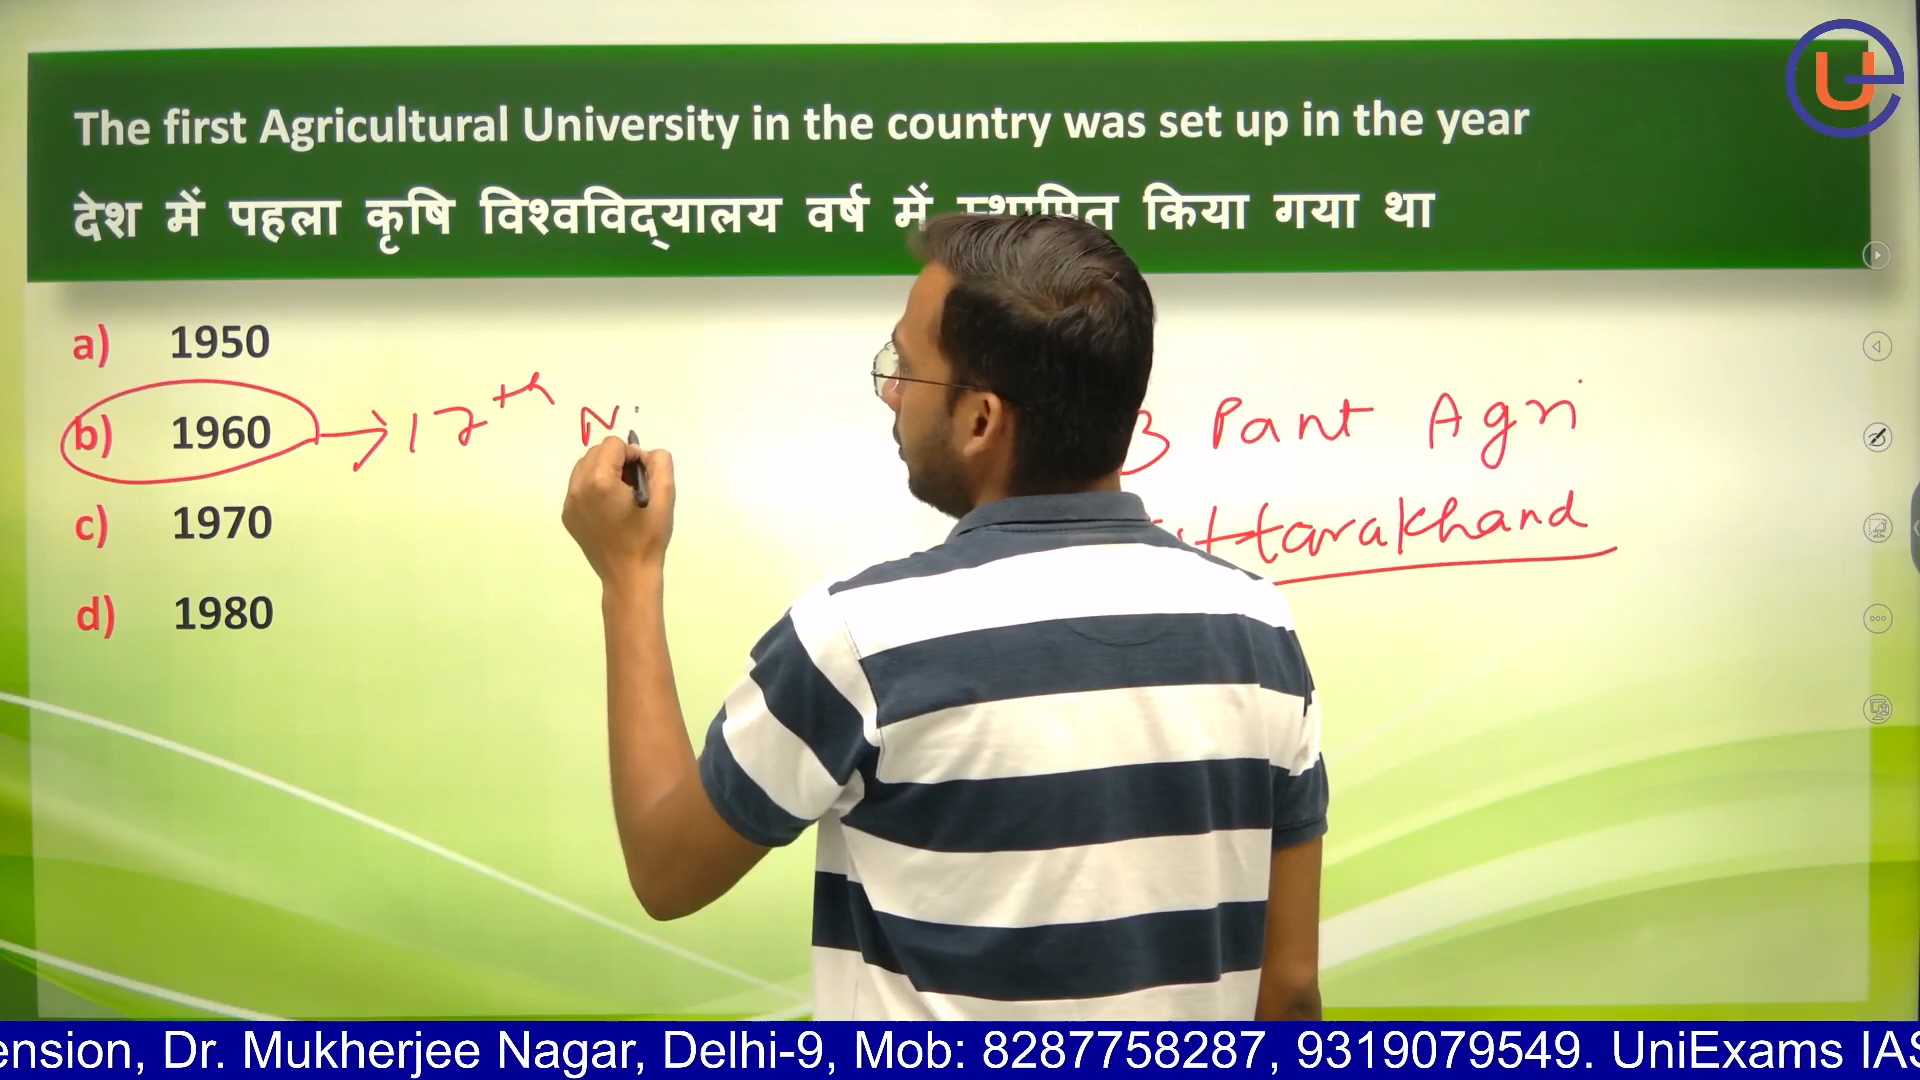 The first Agricultural University in the country was set up in the year
देश में पहला कृषि विश्वविद्यालय वर्ष में स्थापित किया गया था
a) 1950
b) 1960 → 17th N
3 Pant Agri
c) 1970
ttarakhand
d) 1980
ension, Dr. Mukherjee Nagar, Delhi-9, Mob: 8287758287, 9319079549. UniExams IAS